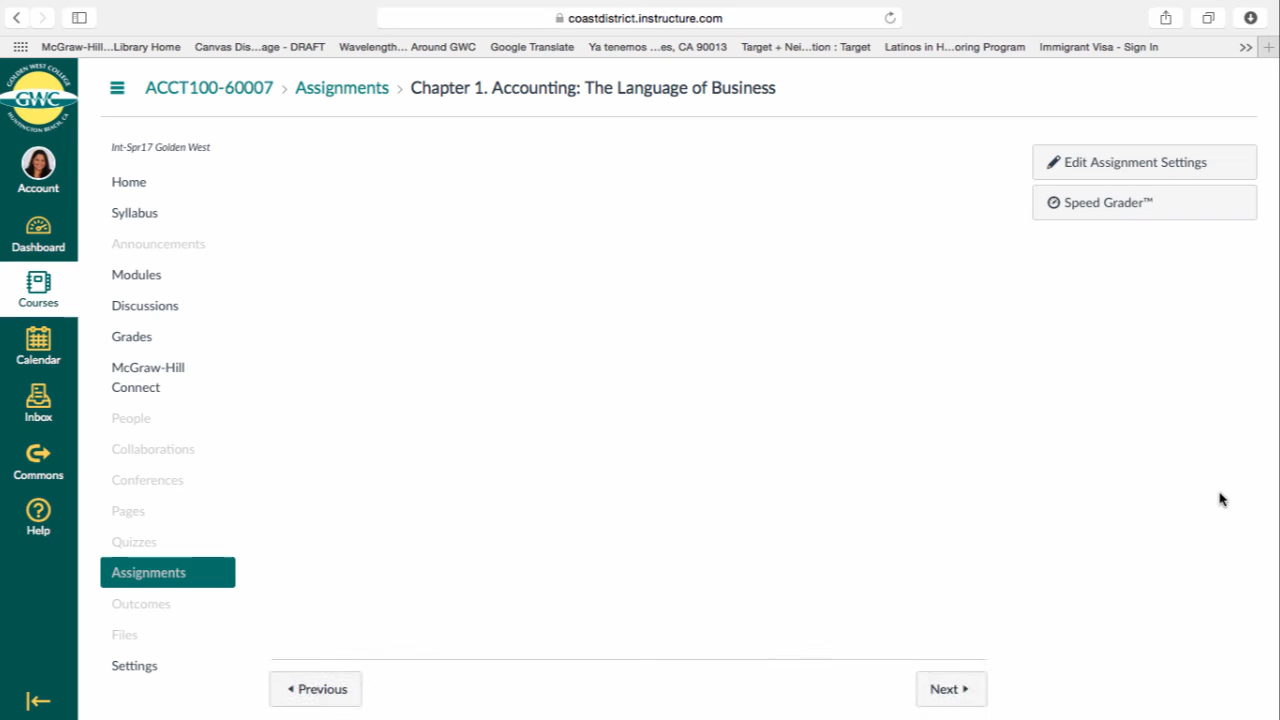 coastdistrict.instructure.com
McGraw-Hill...Library Home
Canvas Dis...age - DRAFT
Wavelength... Around GWC
Google Translate
Ya tenemos ...es, CA 90013
Target + Nei...tion : Target
Latinos in H...oring Program
Immigrant Visa - Sign In
>>
GOLDEN WEST COLLEGE
GWC
HUNTINGTON BEACH, CA
ACCT100-60007 > Assignments > Chapter 1. Accounting: The Language of Business
Int-Spr17 Golden West
Edit Assignment Settings
Speed Grader™
Account
Dashboard
Courses
Calendar
Inbox
Commons
Help
Home
Syllabus
Announcements
Modules
Discussions
Grades
McGraw-Hill
Connect
People
Collaborations
Conferences
Pages
Quizzes
Assignments
Outcomes
Files
Settings
Previous
Next